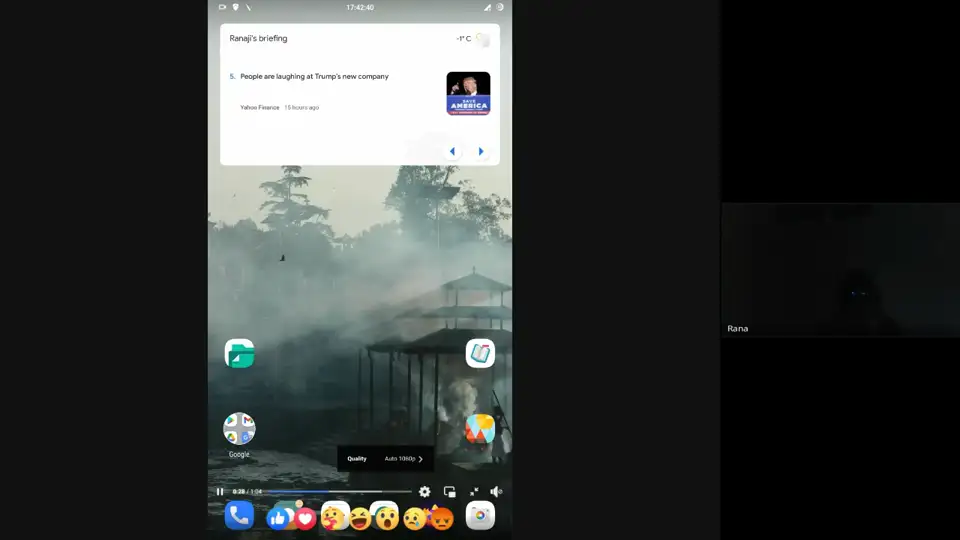 17:42:40
Ranaji's briefing
-1° C
5. People are laughing at Trump's new company
Yahoo Finance 15 hours ago
SAVE
AMERICA
Google
Quality Auto 1080p
0:28 / 1:04
Rana